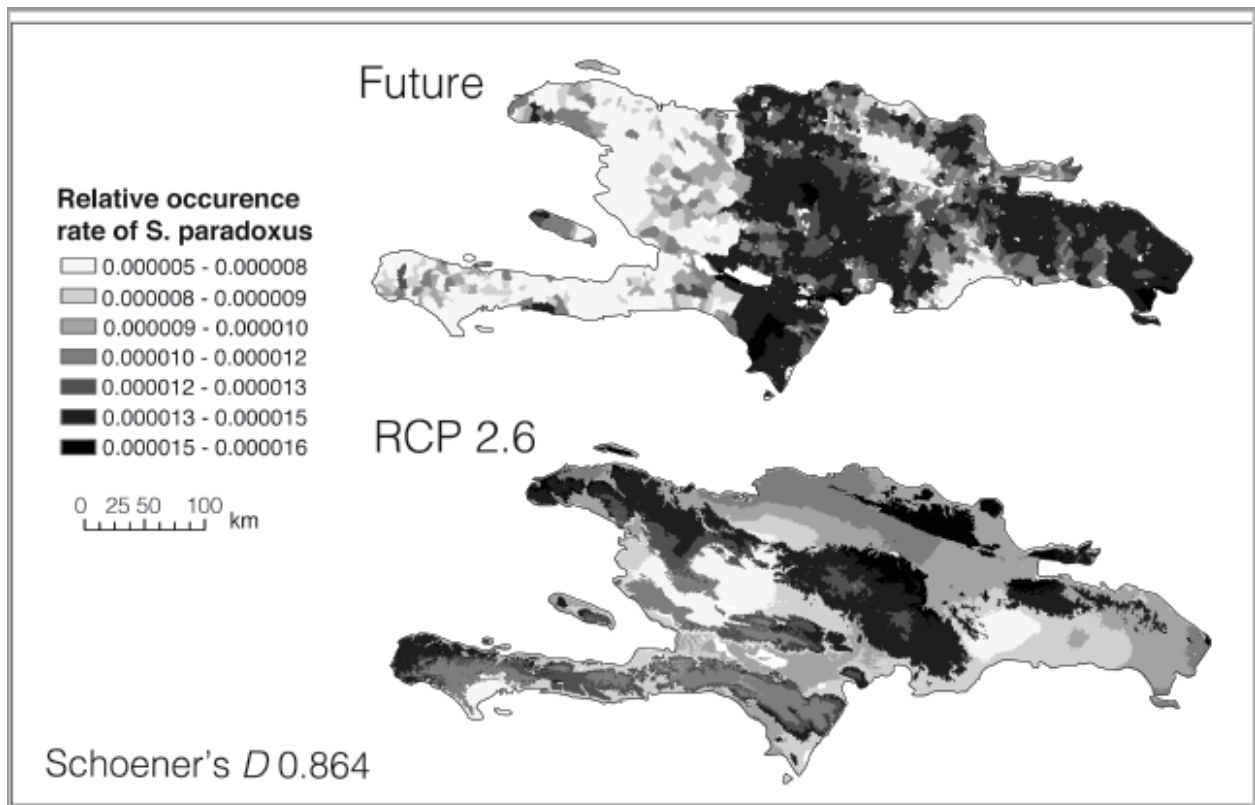 Future
Relative occurence
rate of S. paradoxus
0.000005 - 0.000008
0.000008 - 0.000009
0.000009 - 0.000010
0.000010 - 0.000012
0.000012 - 0.000013
0.000013 - 0.000015
0.000015 - 0.000016
RCP 2.6
0 25 50 100
km
Schoener's D 0.864